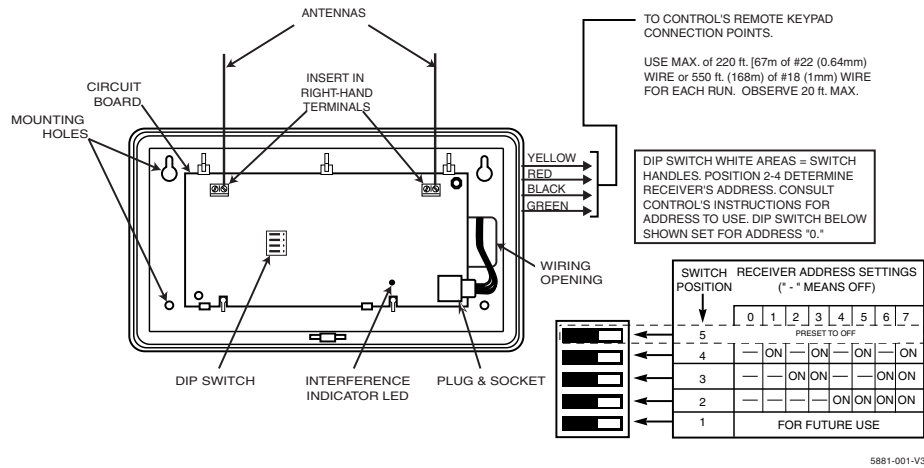 ANTENNAS
TO CONTROL'S REMOTE KEYPAD
CONNECTION POINTS.
USE MAX. of 220 ft. [67m of #22 (0.64mm)
WIRE or 550 ft. (168m) of #18 (1mm) WIRE
FOR EACH RUN. OBSERVE 20 ft. MAX.
CIRCUIT
BOARD
INSERT IN
RIGHT-HAND
TERMINALS
MOUNTING
HOLES
YELLOW
RED
BLACK
GREEN
DIP SWITCH WHITE AREAS = SWITCH
HANDLES. POSITION 2-4 DETERMINE
RECEIVER'S ADDRESS. CONSULT
CONTROL'S INSTRUCTIONS FOR
ADDRESS TO USE. DIP SWITCH BELOW
SHOWN SET FOR ADDRESS "0."
WIRING
OPENING
DIP SWITCH
INTERFERENCE
INDICATOR LED
PLUG & SOCKET
SWITCH
POSITION
RECEIVER ADDRESS SETTINGS
(" - " MEANS OFF)
0 1 2 3 4 5 6 7
5 PRESET TO OFF
4 — ON — ON — ON — ON
3 — — ON ON — — ON ON
2 — — — — ON ON ON ON
1 FOR FUTURE USE
5881-001-V3